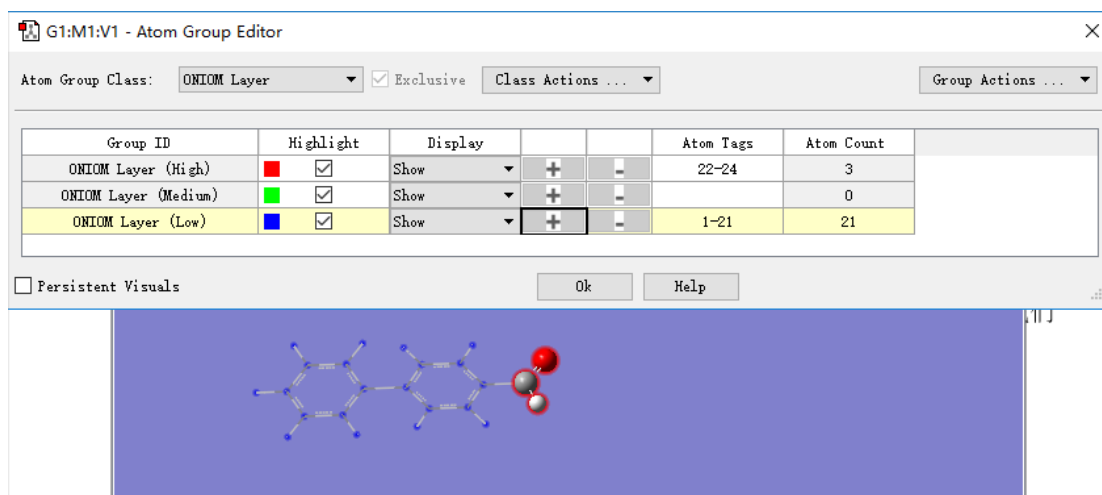 G1:M1:V1 - Atom Group Editor
Atom Group Class: ONIOM Layer Exclusive Class Actions ... Group Actions ...
Group ID Highlight Display Atom Tags Atom Count
ONIOM Layer (High) Show + - 22-24 3
ONIOM Layer (Medium) Show + - 0
ONIOM Layer (Low) Show + - 1-21 21
Persistent Visuals Ok Help